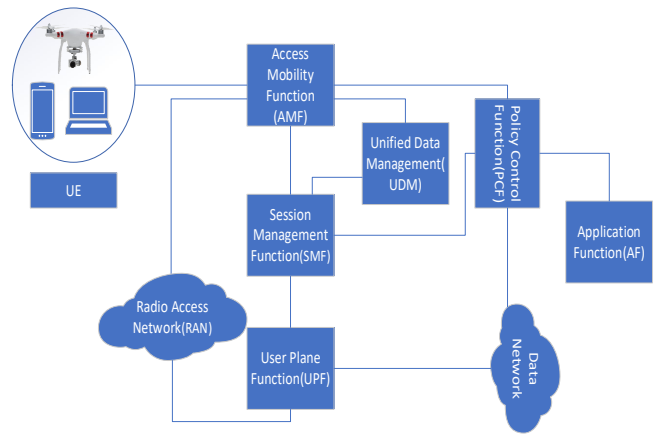 Access
Mobility
Function
(AMF)
Unified Data
Management(
UDM)
Policy Control
Function(PCF)
UE
Session
Management
Function(SMF)
Application
Function(AF)
Radio Access
Network(RAN)
User Plane
Function(UPF)
Data
Network